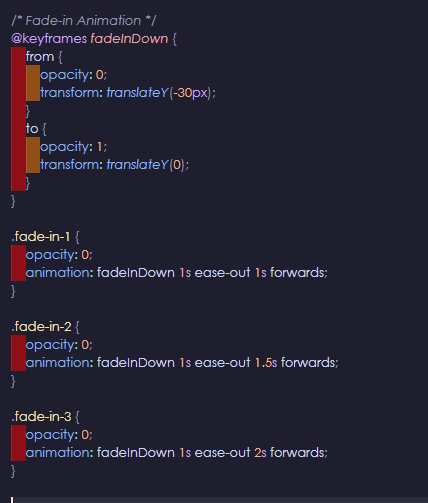 /* Fade-in Animation */
@keyframes fadeInDown {
from {
opacity: 0;
transform: translateY(-30px);
}
to {
opacity: 1;
transform: translateY(0);
}
}
.fade-in-1 {
opacity: 0;
animation: fadeInDown 1s ease-out 1s forwards;
}
.fade-in-2 {
opacity: 0;
animation: fadeInDown 1s ease-out 1.5s forwards;
}
.fade-in-3 {
opacity: 0;
animation: fadeInDown 1s ease-out 2s forwards;
}